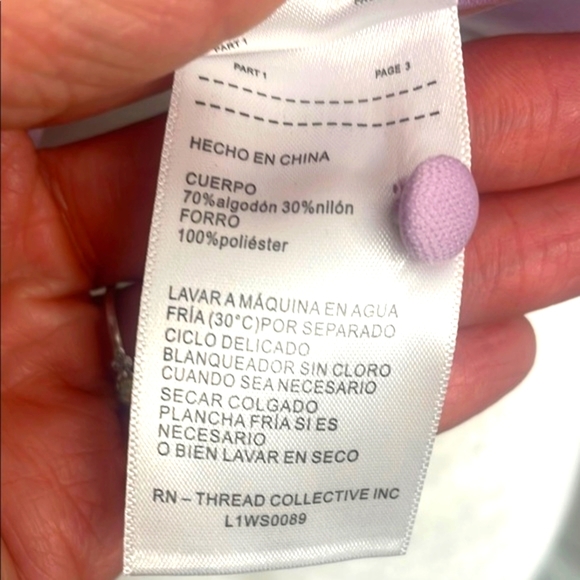 PART 1
PART 1 PAGE 3
HECHO EN CHINA
CUERPO
70%algodón 30%nilón
FORRO
100%poliéster
LAVAR A MÁQUINA EN AGUA
FRÍA (30°C)POR SEPARADO
CICLO DELICADO
BLANQUEADOR SIN CLORO
CUANDO SEA NECESARIO
SECAR COLGADO
PLANCHA FRÍA SI ES
NECESARIO
O BIEN LAVAR EN SECO
RN – THREAD COLLECTIVE INC
L1WS0089